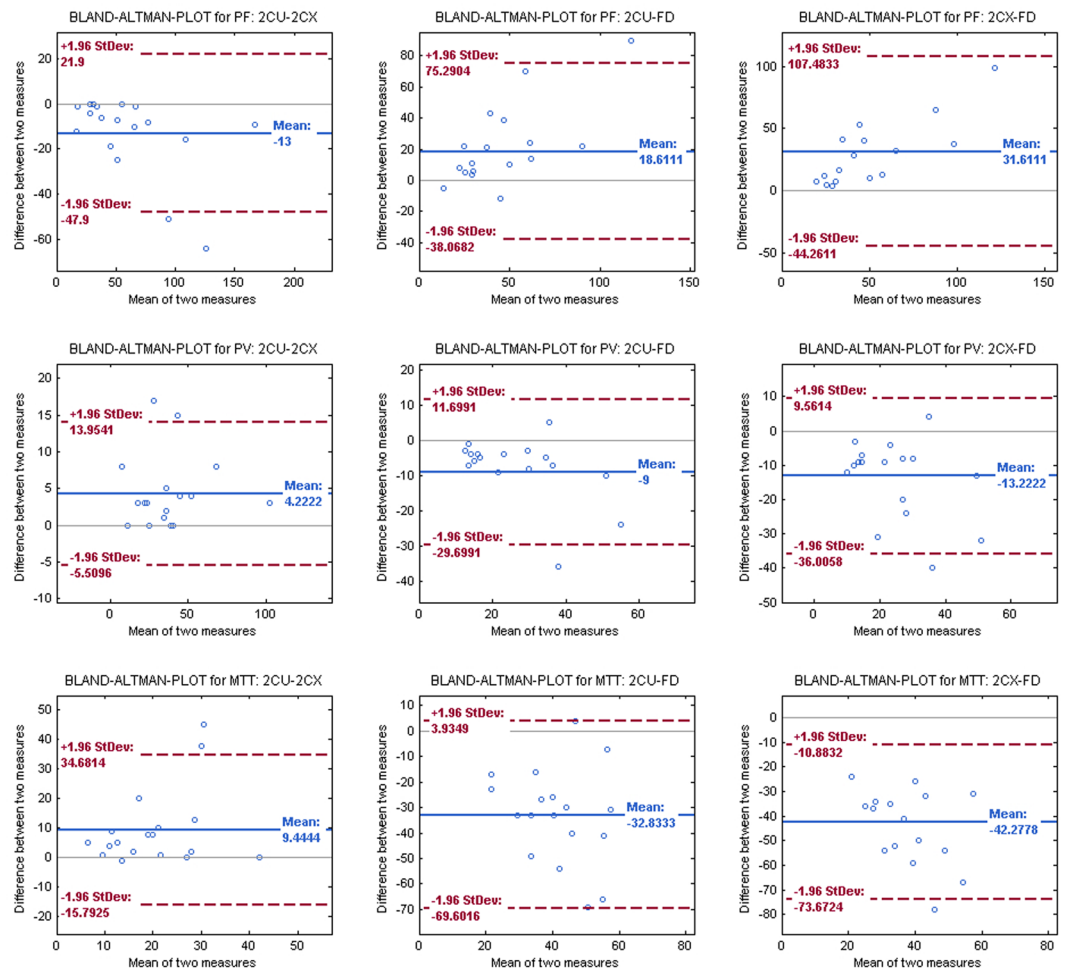 BLAND-ALTMAN-PLOT for PF: 2CU-2CX
Difference between two measures
20
0
-20
-40
-60
+1.96 StDev:
21.9
Mean:
-13
-1.96 StDev:
-47.9
0 50 100 150 200
Mean of two measures
BLAND-ALTMAN-PLOT for PF: 2CU-FD
Difference between two measures
80
60
40
20
0
-20
-40
+1.96 StDev:
75.2904
Mean:
18.6111
-1.96 StDev:
-38.0682
0 50 100 150
Mean of two measures
BLAND-ALTMAN-PLOT for PF: 2CX-FD
Difference between two measures
100
50
0
-50
+1.96 StDev:
107.4833
Mean:
31.6111
-1.96 StDev:
-44.2611
0 50 100 150
Mean of two measures
BLAND-ALTMAN-PLOT for PV: 2CU-2CX
Difference between two measures
20
15
10
5
0
-5
-10
+1.96 StDev:
13.9541
Mean:
4.2222
-1.96 StDev:
-5.5096
0 50 100
Mean of two measures
BLAND-ALTMAN-PLOT for PV: 2CU-FD
Difference between two measures
20
10
0
-10
-20
-30
-40
+1.96 StDev:
11.6991
Mean:
-9
-1.96 StDev:
-29.6991
0 20 40 60
Mean of two measures
BLAND-ALTMAN-PLOT for PV: 2CX-FD
Difference between two measures
10
0
-10
-20
-30
-40
-50
+1.96 StDev:
9.5614
Mean:
-13.2222
-1.96 StDev:
-36.0058
0 20 40 60
Mean of two measures
BLAND-ALTMAN-PLOT for MTT: 2CU-2CX
Difference between two measures
50
40
30
20
10
0
-10
-20
+1.96 StDev:
34.6814
Mean:
9.4444
-1.96 StDev:
-15.7925
0 10 20 30 40 50
Mean of two measures
BLAND-ALTMAN-PLOT for MTT: 2CU-FD
Difference between two measures
10
0
-10
-20
-30
-40
-50
-60
-70
+1.96 StDev:
3.9349
Mean:
-32.8333
-1.96 StDev:
-69.6016
0 20 40 60 80
Mean of two measures
BLAND-ALTMAN-PLOT for MTT: 2CX-FD
Difference between two measures
0
-10
-20
-30
-40
-50
-60
-70
-80
+1.96 StDev:
-10.8832
Mean:
-42.2778
-1.96 StDev:
-73.6724
0 20 40 60 80
Mean of two measures